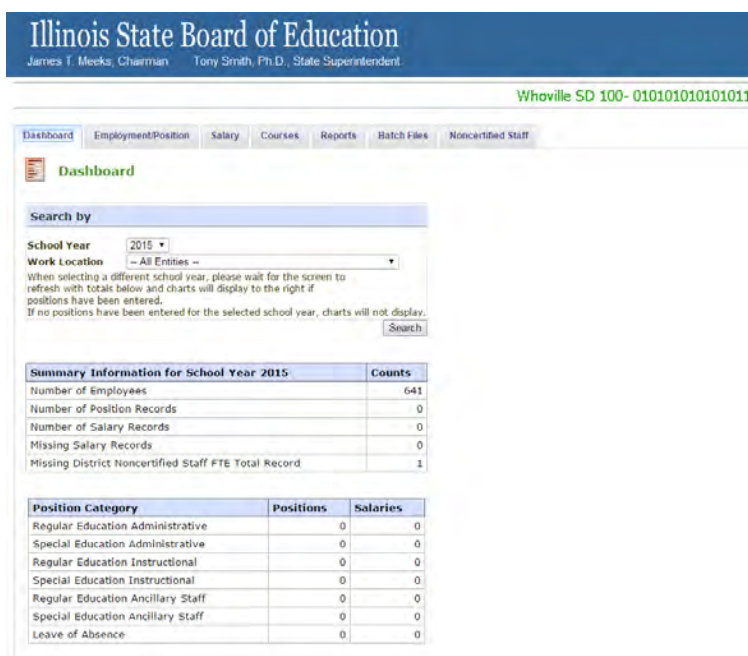 Illinois State Board of Education
James T. Meeks, Chairman Tony Smith, Ph.D., State Superintendent
Whoville SD 100- 010101010101011
Dashboard Employment/Position Salary Courses Reports Batch Files Noncertified Staff
Dashboard
Search by
School Year 2015
Work Location -- All Entities --
When selecting a different school year, please wait for the screen to
refresh with totals below and charts will display to the right if
positions have been entered.
If no positions have been entered for the selected school year, charts will not display.
Search
Summary Information for School Year 2015 Counts
Number of Employees 641
Number of Position Records 0
Number of Salary Records 0
Missing Salary Records 0
Missing District Noncertified Staff FTE Total Record 1
Position Category Positions Salaries
Regular Education Administrative 0 0
Special Education Administrative 0 0
Regular Education Instructional 0 0
Special Education Instructional 0 0
Regular Education Ancillary Staff 0 0
Special Education Ancillary Staff 0 0
Leave of Absence 0 0